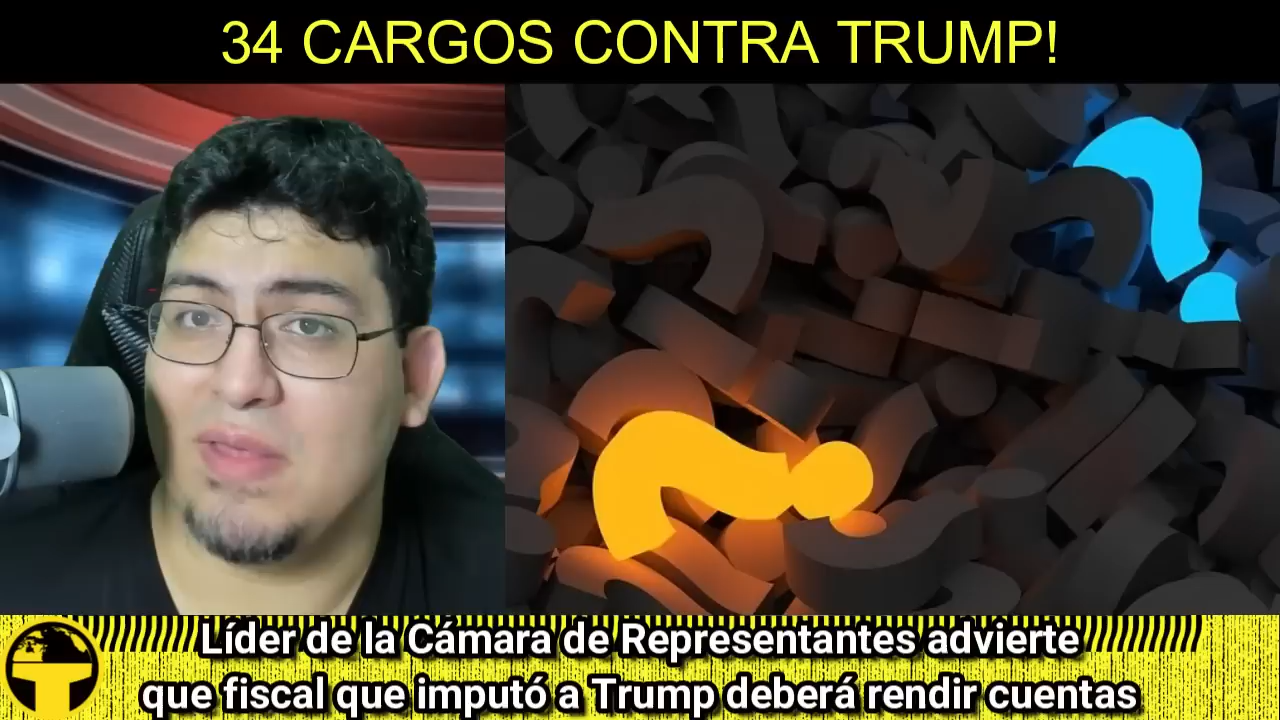 34 CARGOS CONTRA TRUMP!
Líder de la Cámara de Representantes advierte
que fiscal que imputó a Trump deberá rendir cuentas